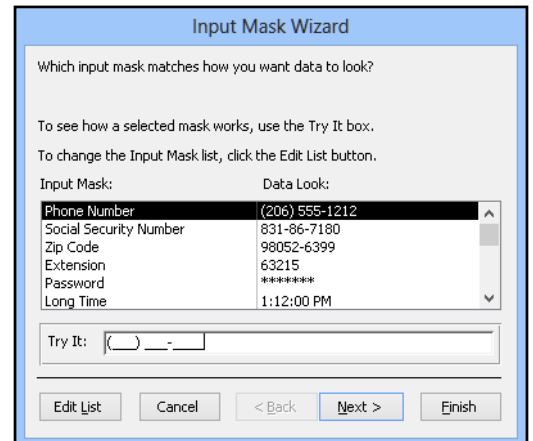 Input Mask Wizard
Which input mask matches how you want data to look?
To see how a selected mask works, use the Try It box.
To change the Input Mask list, click the Edit List button.
Input Mask: Data Look:
Phone Number (206) 555-1212
Social Security Number 831-86-7180
Zip Code 98052-6399
Extension 63215
Password *******
Long Time 1:12:00 PM
Try It: (___) ___-____
Edit List Cancel < Back Next > Finish